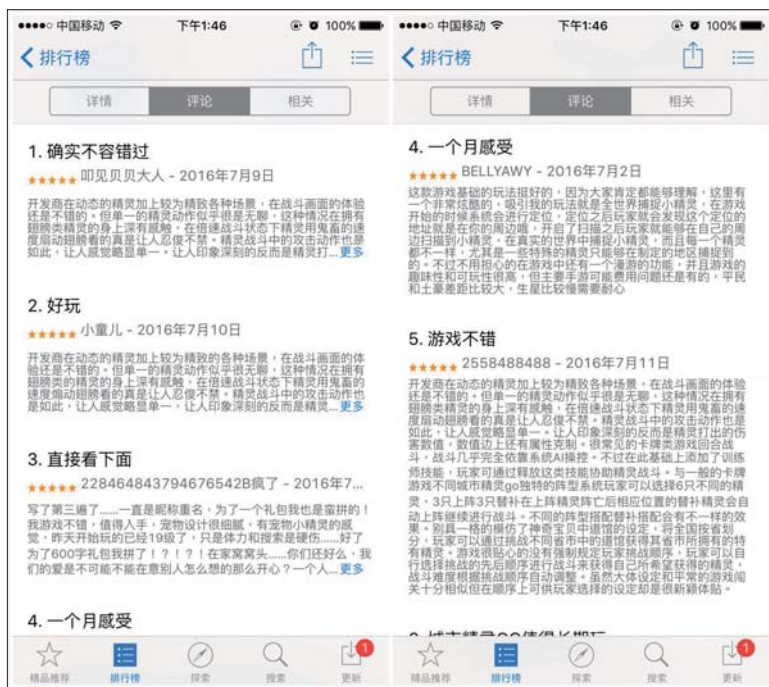 中国移动 下午1:46 100%
排行榜
详情 评论 相关
1. 确实不容错过
★★★★★ 叩见贝贝大人 - 2016年7月9日
开发商在动态的精灵加上较为精致各种场景，在战斗画面的体验
还是不错的。但单一的精灵动作似乎很是无聊，这种情况在拥有
翅膀类精灵的身上深有感触，在倍速战斗状态下精灵用鬼畜的速
度扇动翅膀看的真是让人忍俊不禁。精灵战斗中的攻击动作也是
如此，让人感觉略显单一。让人印象深刻的反而是精灵打...更多
2. 好玩
★★★★★ 小童儿 - 2016年7月10日
开发商在动态的精灵加上较为精致的各种场景，在战斗画面的体
验还是不错的。但单一的精灵动作似乎很无聊，这种情况在拥有
翅膀类的精灵的身上深有感触，在倍速战斗状态下精灵用鬼畜的
速度煽动翅膀看的真是让人忍俊不禁。精灵战斗中的攻击动作也
是如此，让人感觉略显单一，让人印象深刻的反而是精灵...更多
3. 直接看下面
★★★★★ 2284648437946765​42B疯了 - 2016年7...
写了第三遍了......一直是昵称重名，为了一个礼包我也是蛮拼的！
我游戏不错，值得入手，宠物设计很细腻，有宠物小精灵的感
觉，昨天开始玩的已经19级了，只是体力和搜索是硬伤......好了
为了600字礼包我拼了！？！？！在家窝窝头......你们还好么，我
们的爱是不可能不能在意别人怎么想的那么开心？一个人...更多
4. 一个月感受
精品推荐 排行榜 探索 搜索 更新 1
中国移动 下午1:46 100%
排行榜
详情 评论 相关
4. 一个月感受
★★★★★ BELLYAWY - 2016年7月2日
这款游戏基础的玩法挺好的，因为大家肯定都能够理解，这里有
一个非常炫酷的，吸引我的玩法就是全世界捕捉小精灵，在游戏
开始的时候系统会进行定位，定位之后玩家就会发现这个定位的
地址就是在你的周边哦，开启了扫描之后玩家就能够在自己的周
边扫描到小精灵，在真实的世界中捕捉小精灵，而且每一个精灵
都不一样，尤其是一些特殊的精灵只能够在制定的地区捕捉到
的。不过不用担心的在游戏中还有一个漫游的功能，并且游戏的
趣味性和可玩性很高，但主要手游可能费用问题还是有的，平民
和土豪差距比较大，生星比较慢需要耐心
5. 游戏不错
★★★★★ 2558488488 - 2016年7月11日
开发商在动态的精灵加上较为精致各种场景，在战斗画面的体验
还是不错的。但单一的精灵动作似乎很是无聊，这种情况在拥有
翅膀类精灵的身上深有感触，在倍速战斗状态下精灵用鬼畜的速
度扇动翅膀看的真是让人忍俊不禁。精灵战斗中的攻击动作也是
如此，让人感觉略显单一。让人印象深刻的反而是精灵打出的伤
害数值，数值边上还有属性克制。很常见的卡牌类游戏回合战
斗，战斗几乎完全依靠系统AI操控。不过在此基础上添加了训练
师技能，玩家可通过释放这类技能协助精灵战斗。与一般的卡牌
游戏不同城市精灵go独特的阵型系统玩家可以选择6只不同的精
灵，3只上阵3只替补在上阵精灵阵亡后相应位置的替补精灵会自
动上阵继续进行战斗。不同的阵型搭配替补搭配会有不一样的效
果。别具一格的模仿了神奇宝贝中道馆的设定，将全国按省划
分，玩家可以通过挑战不同省市中的道馆获得其省市所拥有的特
有精灵。游戏很贴心的没有强制规定玩家挑战顺序，玩家可以自
行选择挑战的先后顺序进行战斗来获得自己所希望获得的精灵，
战斗难度根据挑战顺序自动调整。虽然大体设定和平常的游戏闯
关十分相似但在顺序上可供玩家选择的设定却是很新颖体贴。
精品推荐 排行榜 探索 搜索 更新 1